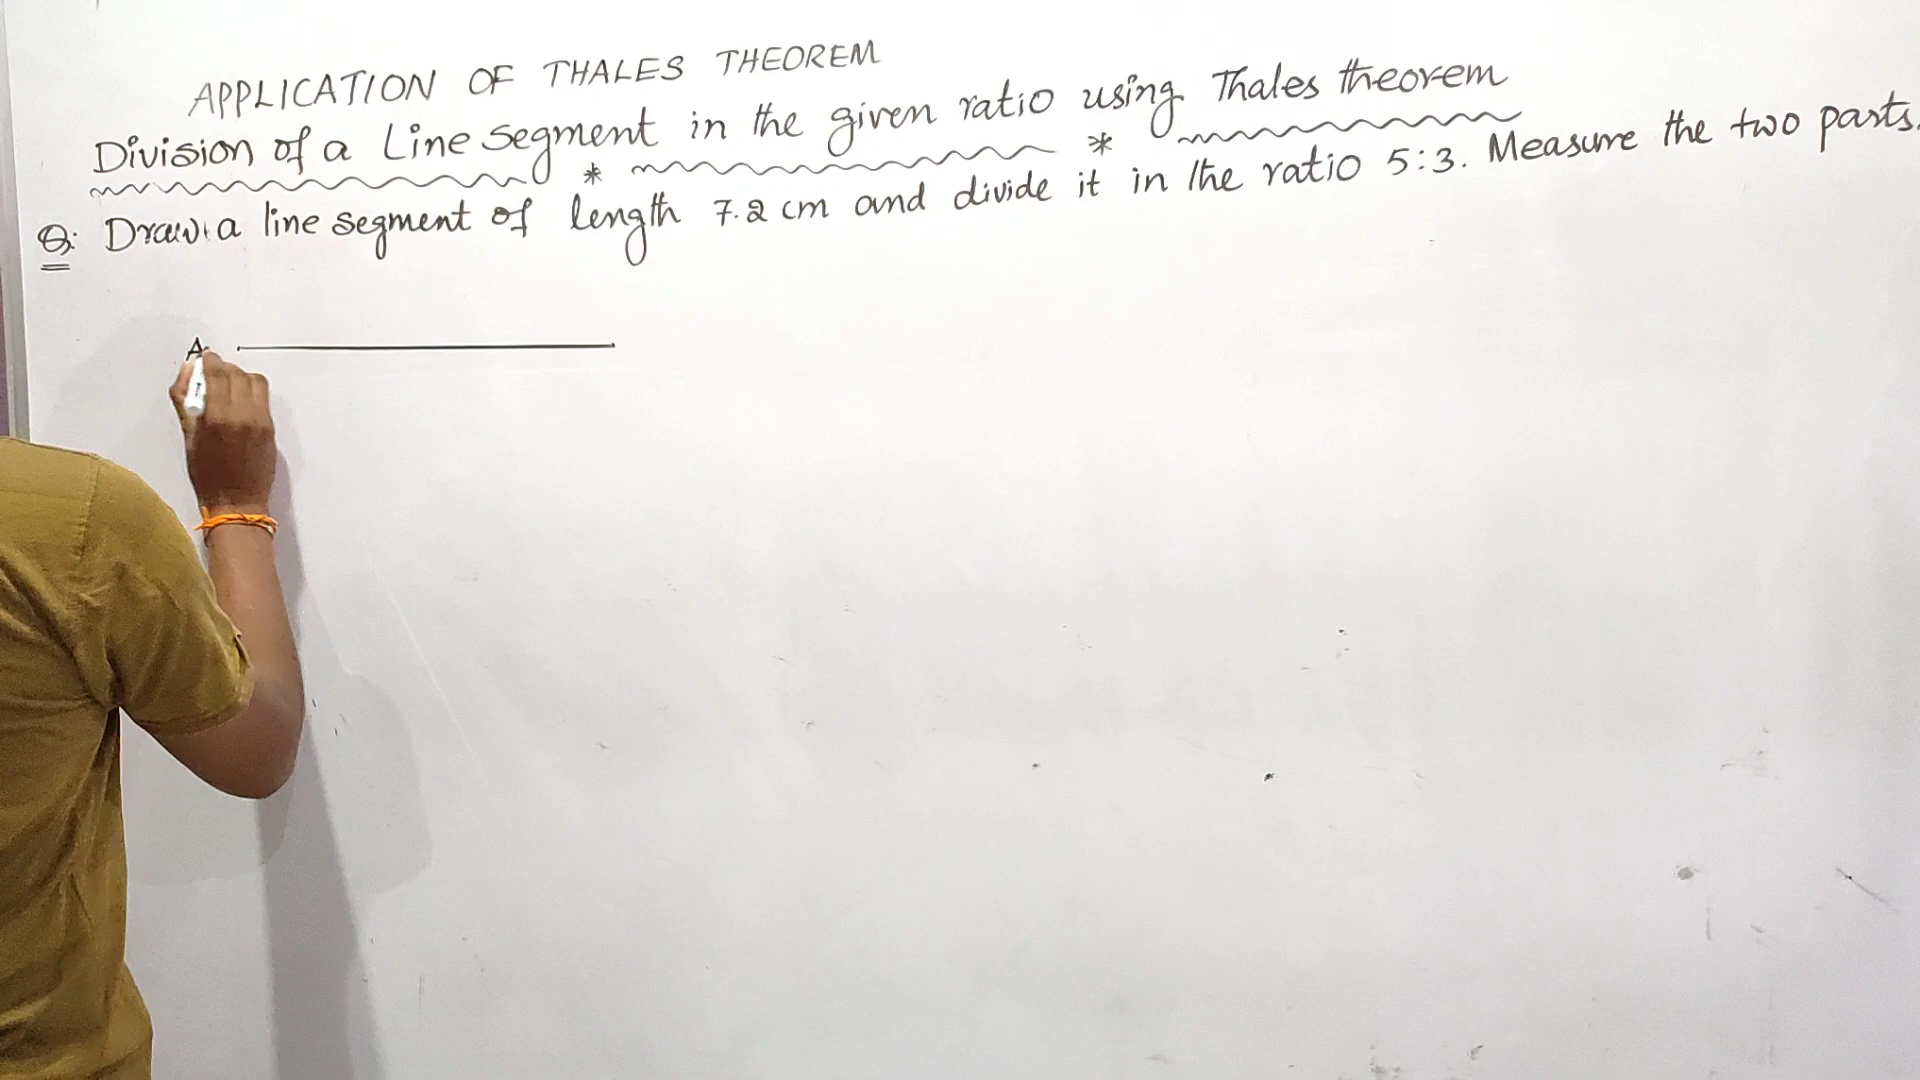 APPLICATION OF THALES THEOREM
Division of a Line segment in the given ratio using Thales theorem
Q: Draw a line segment of length 7.2 cm and divide it in the ratio 5:3. Measure the two parts.
A